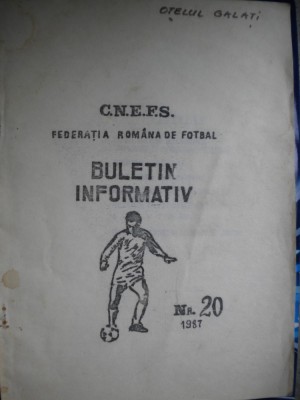 OTELUL GALATI
C.N.E.F.S.
FEDERAȚIA ROMÂNA DE FOTBAL
BULETIN
INFORMATIV
NR. 20
1987